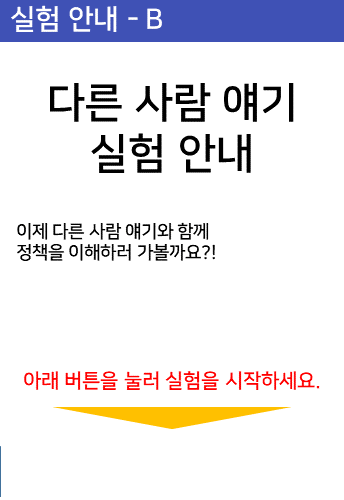 실험 안내 - B
다른 사람 얘기
실험 안내
이제 다른 사람 얘기와 함께
정책을 이해하러 가볼까요?!
아래 버튼을 눌러 실험을 시작하세요.